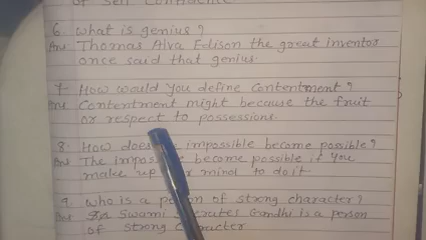 of self confidence
6. What is genius?
Ans Thomas Alva Edison the great inventor
once said that genius.
7. How would you define contentment?
Ans Contentment might because the fruit
or respect to possessions.
8. How does impossible become possible?
Ans The become possible if you
make up mind to do it
9. Who is a of strong character?
Ans Swami Gandhi is a person
of strong